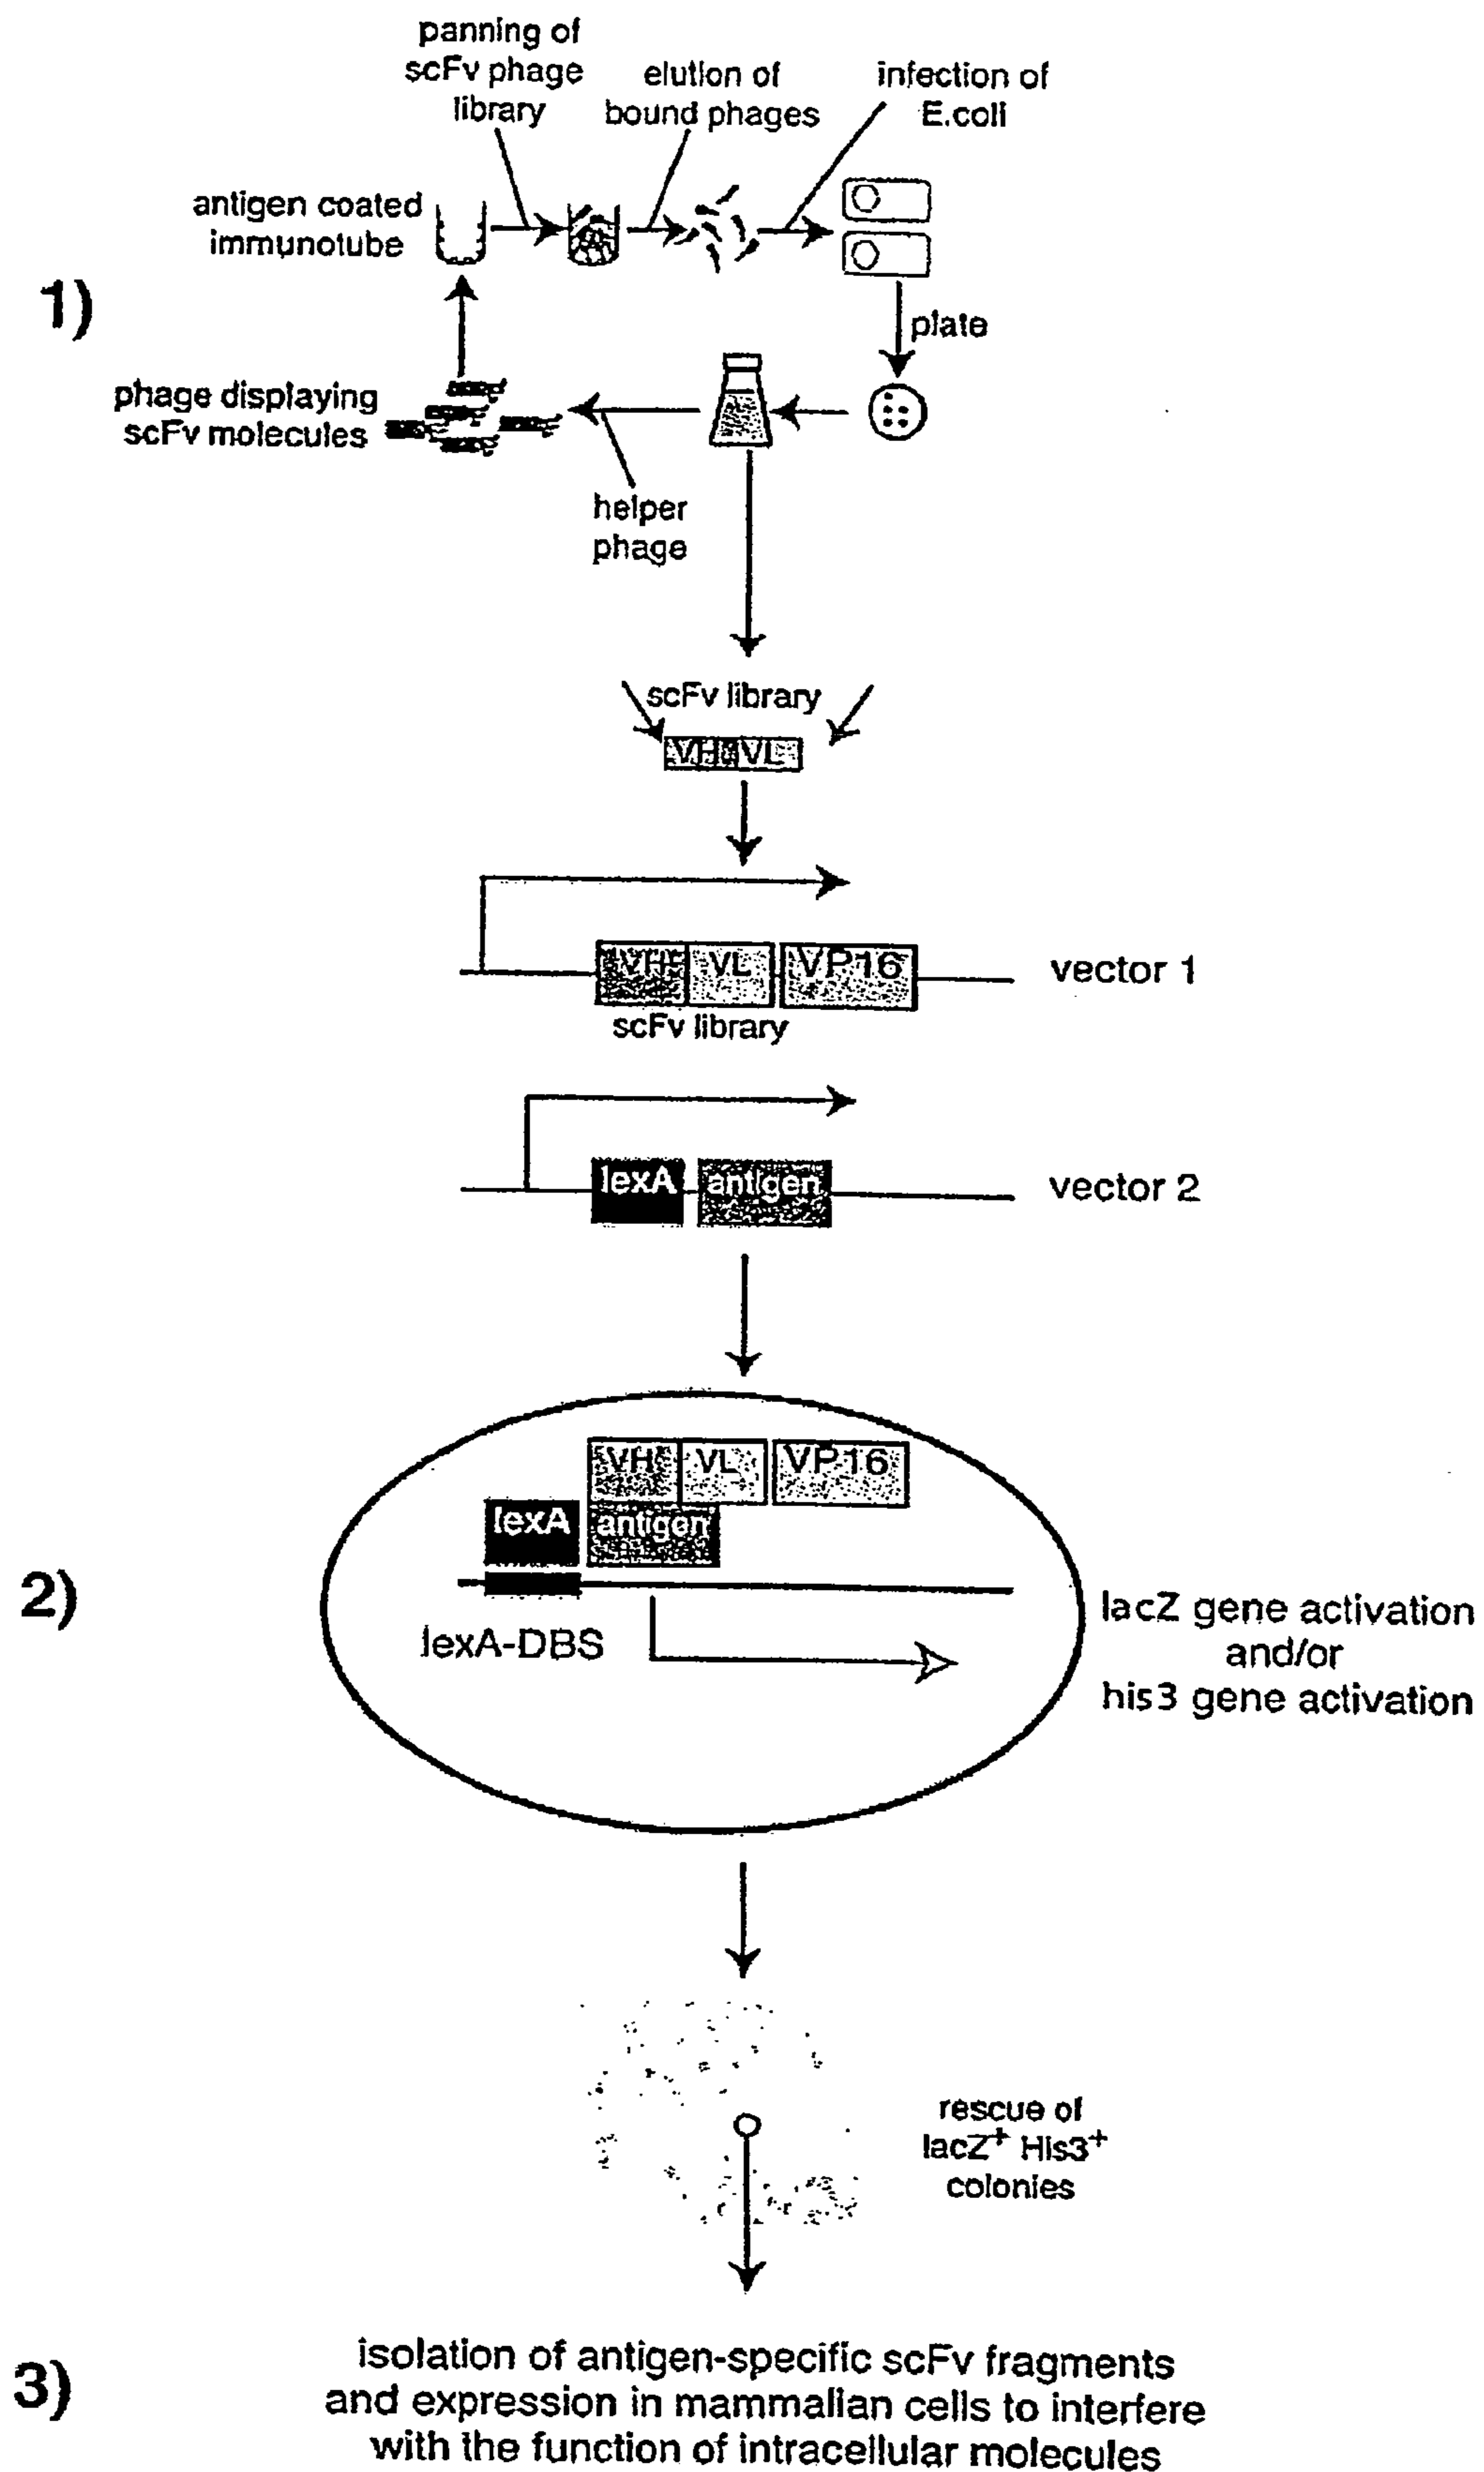 panning of
scFv phage
library
elution of
bound phages
infection of
E.coli
antigen coated
immunotube
1)
plate
phage displaying
scFv molecules
helper
phage
scFv library
VH VL
VH VL VP16
vector 1
scFv library
lexA antigen
vector 2
VH VL VP16
lexA antigen
2)
lexA-DBS
lacZ gene activation
and/or
his3 gene activation
rescue of
lacZ+ His3+
colonies
3)
isolation of antigen-specific scFv fragments
and expression in mammalian cells to interfere
with the function of intracellular molecules